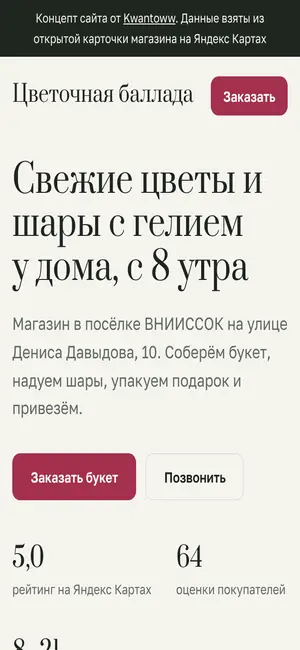 Концепт сайта от Kwantoww. Данные взяты из
открытой карточки магазина на Яндекс Картах
Цветочная баллада
Заказать
Свежие цветы и
шары с гелием
у дома, с 8 утра
Магазин в посёлке ВНИИССОК на улице
Дениса Давыдова, 10. Соберём букет,
надуем шары, упакуем подарок и
привезём.
Заказать букет
Позвонить
5,0
64
рейтинг на Яндекс Картах
оценки покупателей